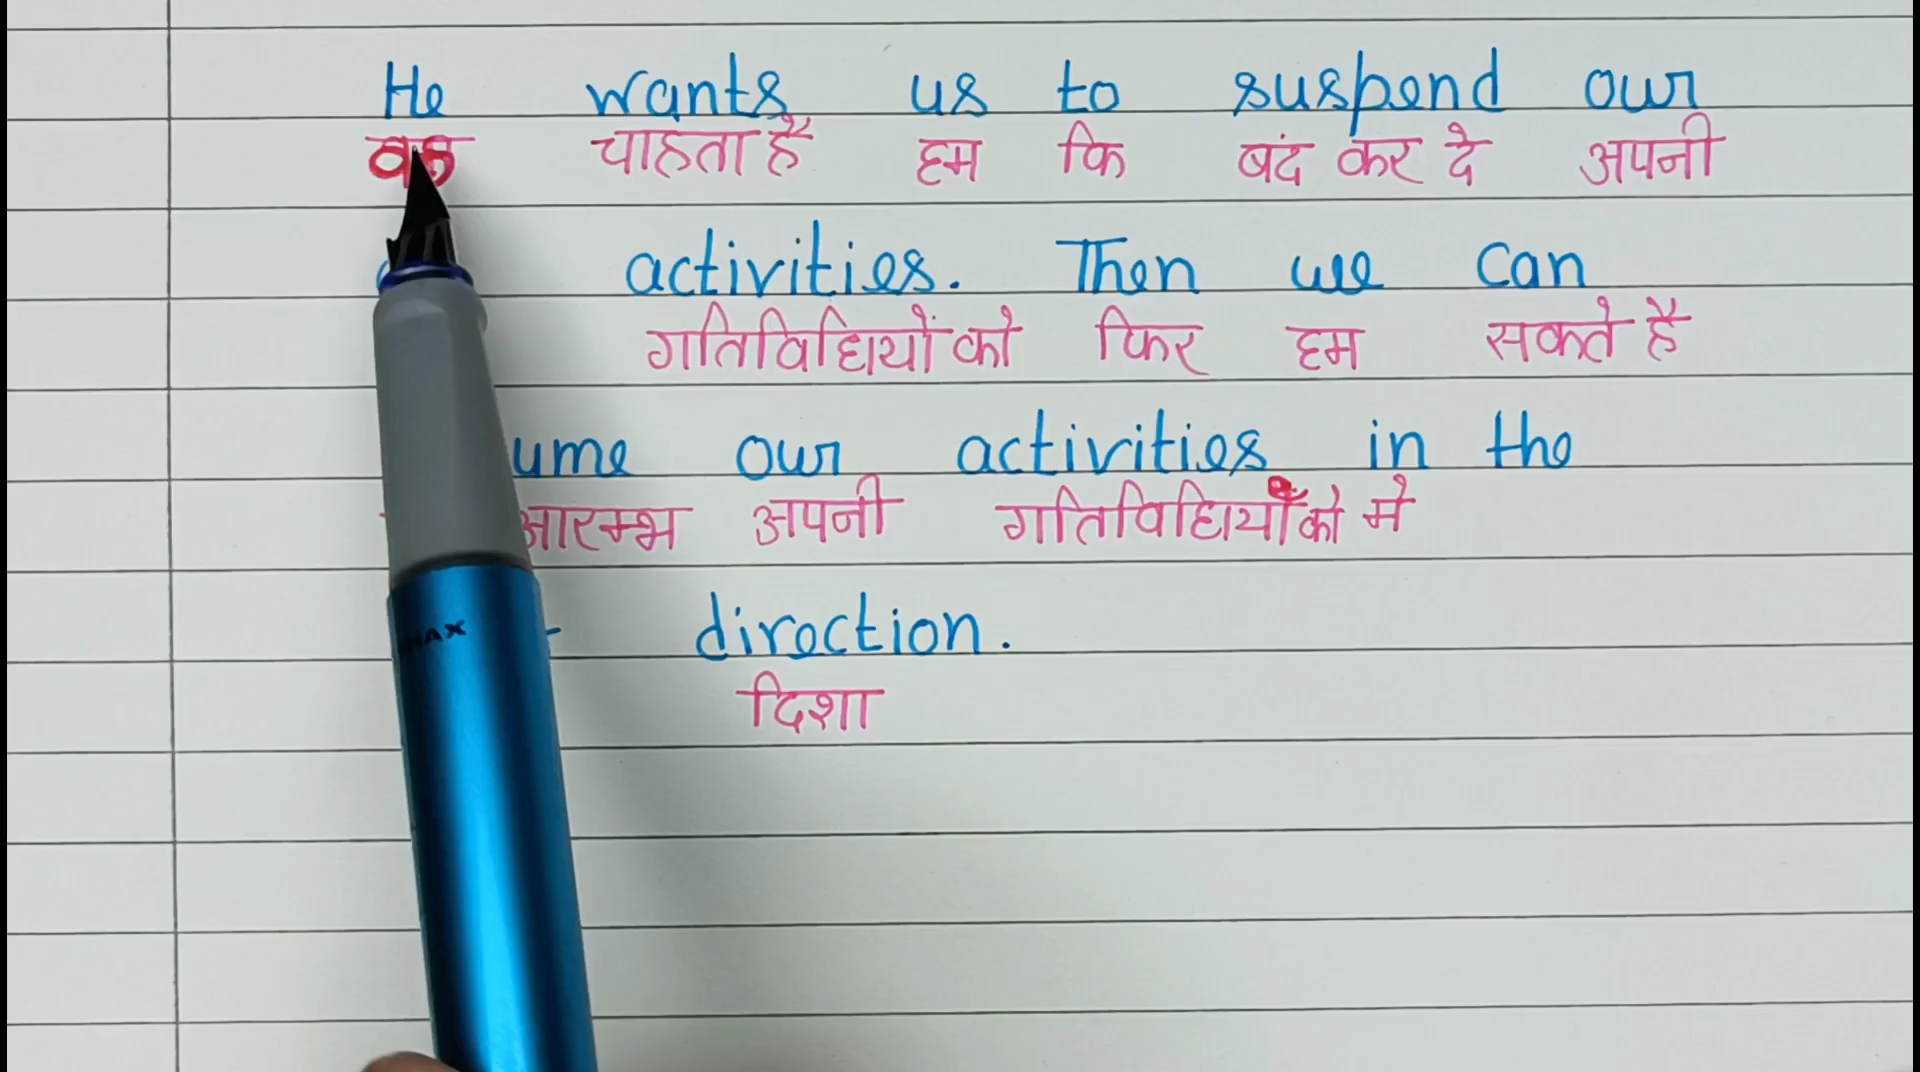 He wants us to suspend our
वह चाहता है हम कि बंद कर दे अपनी
activities. Then we can
गतिविधियों को फिर हम सकते है
ume our activities in the
आरम्भ अपनी गतिविधियों को मे
direction.
दिशा